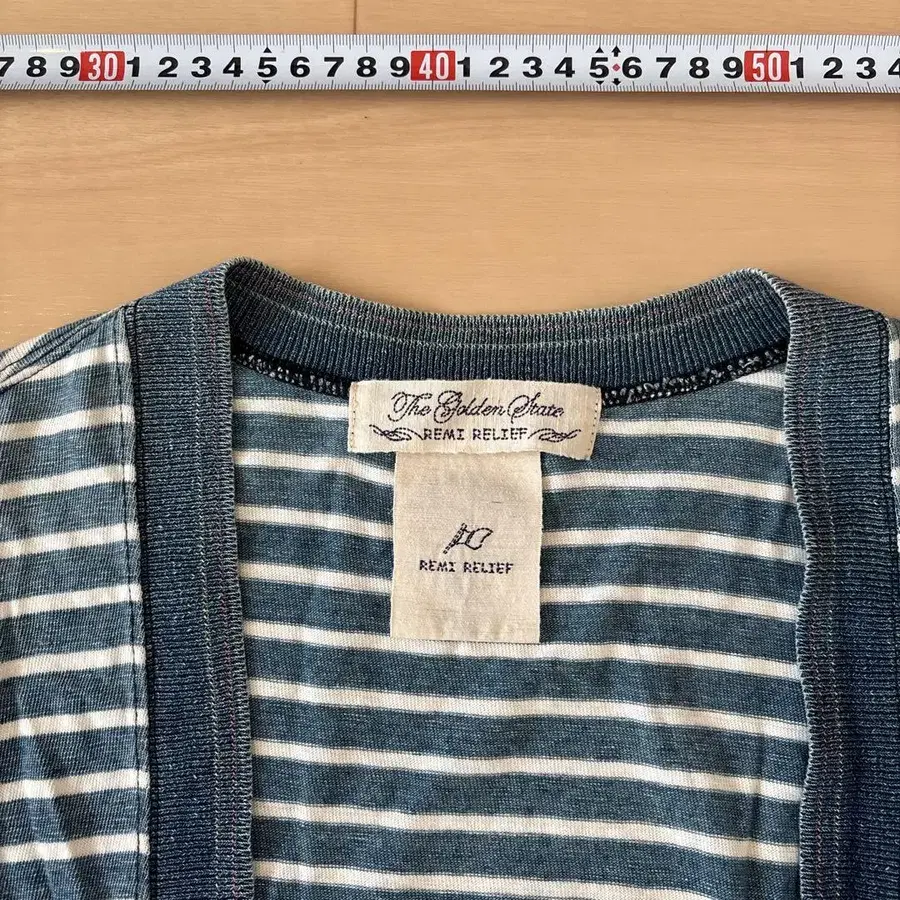 7 8 9 30 1 2 3 4 5 6 7 8 9 40 1 2 3 4 5 6 7 8 9 50 1 2 3 4
The Golden State
REMI RELIEF
REMI RELIEF